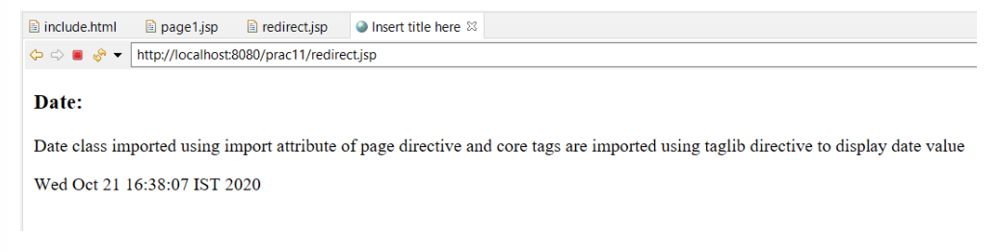 include.html page1.jsp redirect.jsp Insert title here
http://localhost:8080/prac11/redirect.jsp
Date:
Date class imported using import attribute of page directive and core tags are imported using taglib directive to display date value
Wed Oct 21 16:38:07 IST 2020